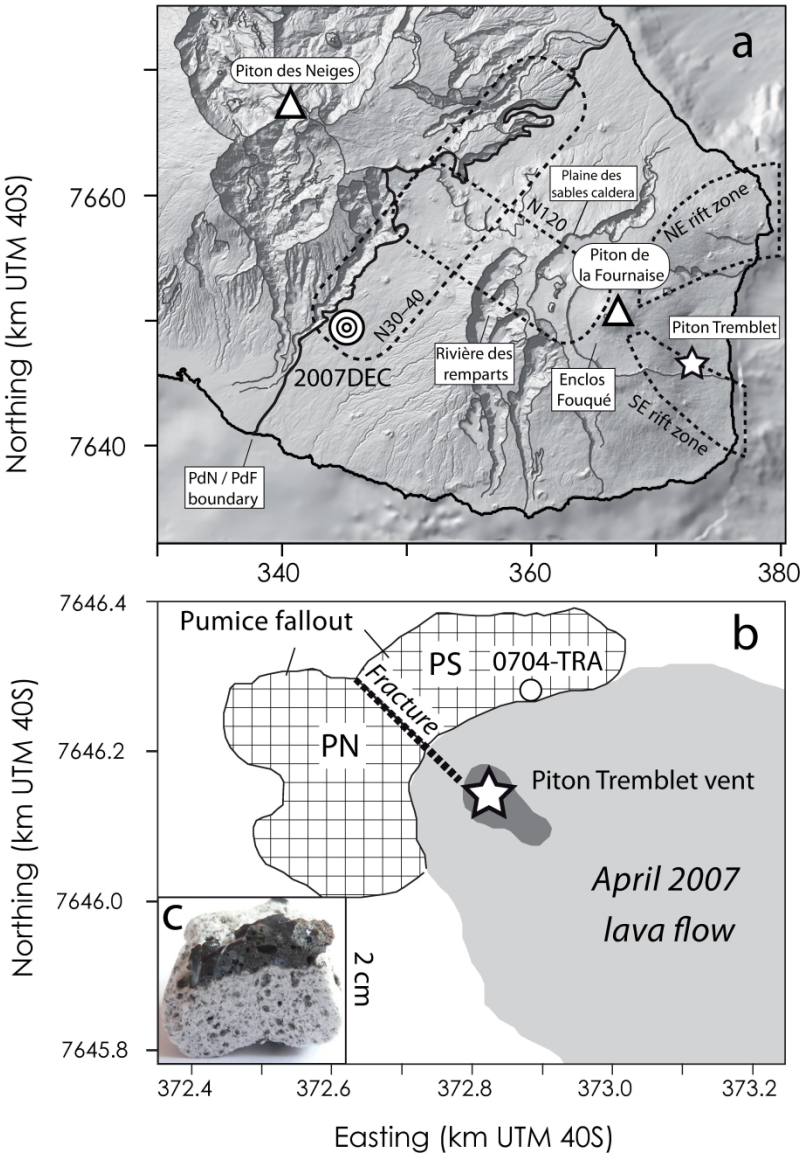 a
Piton des Neiges
Plaine des
sables caldera
N120
NE rift zone
Piton de
la Fournaise
N30–40
Piton Tremblet
2007DEC
Rivière des
remparts
Enclos
Fouqué
SE rift zone
PdN / PdF
boundary
Northing (km UTM 40S)
7660
7640
340
360
380
b
Pumice fallout
PS
0704-TRA
Fracture
PN
Piton Tremblet vent
April 2007
lava flow
c
2 cm
Northing (km UTM 40S)
7646.4
7646.2
7646.0
7645.8
372.4
372.6
372.8
373.0
373.2
Easting (km UTM 40S)